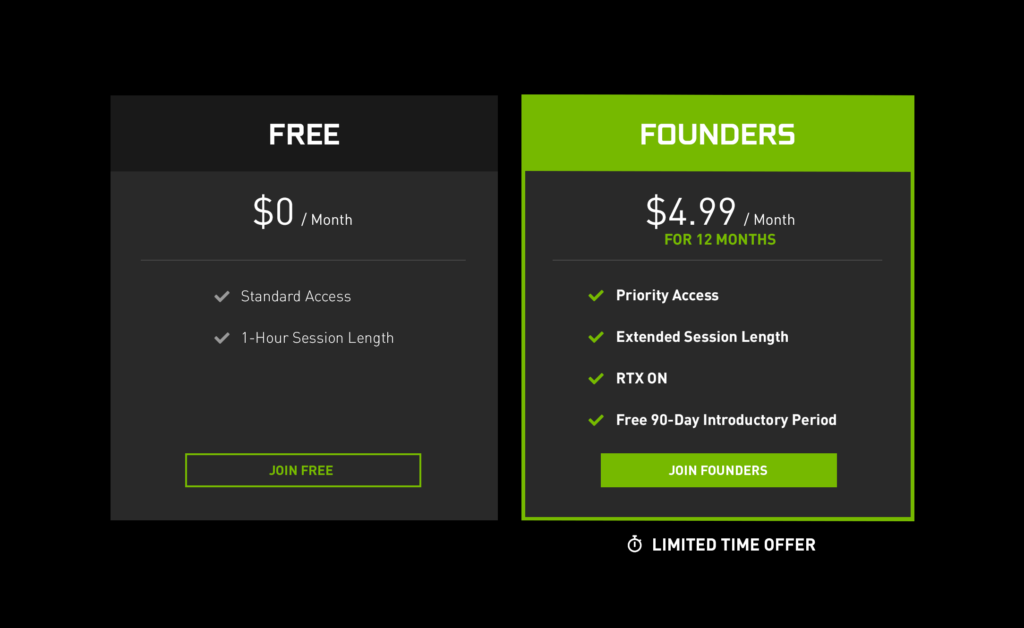 FREE
$0 / Month
Standard Access
1-Hour Session Length
JOIN FREE
FOUNDERS
$4.99 / Month
FOR 12 MONTHS
Priority Access
Extended Session Length
RTX ON
Free 90-Day Introductory Period
JOIN FOUNDERS
LIMITED TIME OFFER